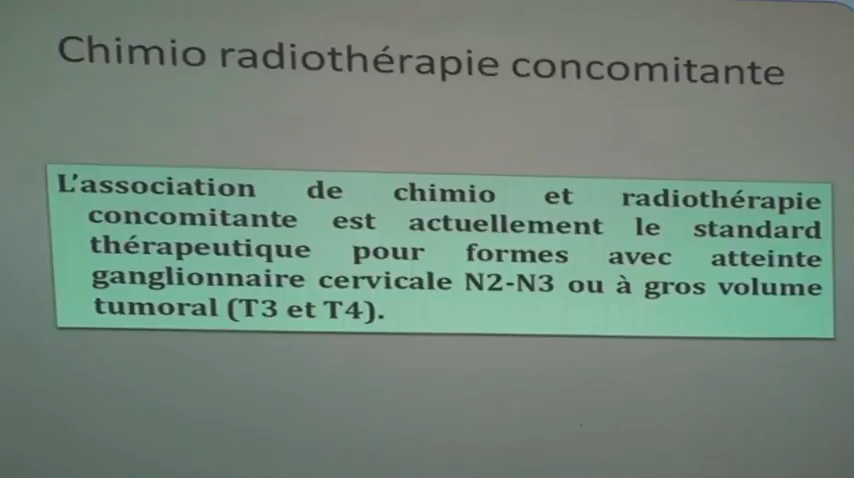 Chimio radiothérapie concomitante
L'association de chimio et radiothérapie
concomitante est actuellement le standard
thérapeutique pour formes avec atteinte
ganglionnaire cervicale N2-N3 ou à gros volume
tumoral (T3 et T4).